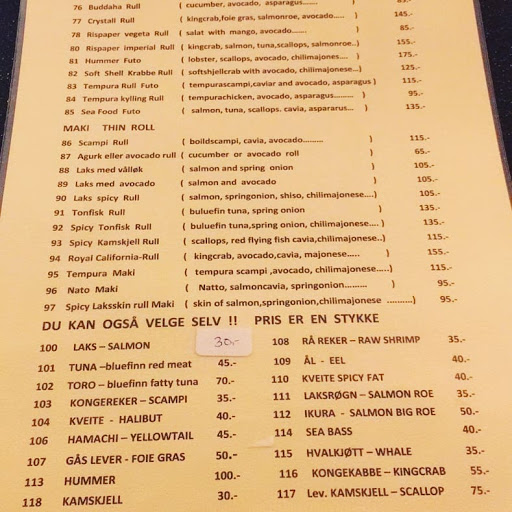 76 Buddaha Rull ( cucumber, avocado, asparagus.......
77 Crystall Rull ( kingcrab,foie gras, salmonroe, avocado..... ) 145.-
78 Rispaper vegeta Rull ( salat with mango, avocado....... ) 85.-
80 Rispaper imperial Rull ( kingcrab, salmon, tuna,scallops, salmonroe..) 155.-
81 Hummer Futo ( lobster, scallops, avocado, chilimajones.... ) 175.-
82 Soft Shell Krabbe Rull ( softshjellcrab with avocado, chilimajones...) 125.-
83 Tempura Rull Futo ( tempurascampi,caviar and avocado, asparagus ) 115.-
84 Tempura kylling Rull ( tempurachicken, avocado, asparagus......... ) 95.-
85 Sea Food Futo ( salmon, tuna, scallops. cavia, aspararus... ) 135.-
MAKI THIN ROLL
86 Scampi Rull ( boildscampi, cavia, avocado......... ) 115.-
87 Agurk eller avocado rull ( cucumber or avocado roll ) 65.-
88 Laks med vålløk ( salmon and spring onion ) 105.-
89 Laks med avocado ( salmon and avocado ) 105.-
90 Laks spicy Rull ( salmon, springonion, shiso, chilimajonese.... ) 105.-
91 Tonfisk Rull ( bluefin tuna, spring onion ) 135.-
92 Spicy Tonfisk Rull ( bluefin tuna,spring onion, chilimajonese.... ) 135.-
93 Spicy Kamskjell Rull ( scallops, red flying fish cavia,chilimajonese..) 115.-
94 Royal California-Rull ( kingcrab, avocado,cavia, majonese..... ) 155.-
95 Tempura Maki ( tempura scampi ,avocado, chilimajonese.....) 115.-
96 Nato Maki ( Natto, salmoncavia, springonion......... ) 95.-
97 Spicy Laksskin rull Maki ( skin of salmon,springonion,chilimajonese ..........) 95.-
DU KAN OGSÅ VELGE SELV !! PRIS ER EN STYKKE
100 LAKS – SALMON 30.-
101 TUNA –bluefinn red meat 45.-
102 TORO – bluefinn fatty tuna 70.-
103 KONGEREKER – SCAMPI 35.-
104 KVEITE - HALIBUT 40.-
106 HAMACHI – YELLOWTAIL 45.-
107 GÅS LEVER - FOIE GRAS 50.-
113 HUMMER 100.-
118 KAMSKJELL 30.-
108 RÅ REKER – RAW SHRIMP 35.-
109 ÅL - EEL 40.-
110 KVEITE SPICY FAT 40.-
111 LAKSRØGN – SALMON ROE 35.-
112 IKURA - SALMON BIG ROE 50.-
114 SEA BASS 40.-
115 HVALKJØTT – WHALE 35.-
116 KONGEKABBE – KINGCRAB 55.-
117 Lev. KAMSKJELL – SCALLOP 75.-